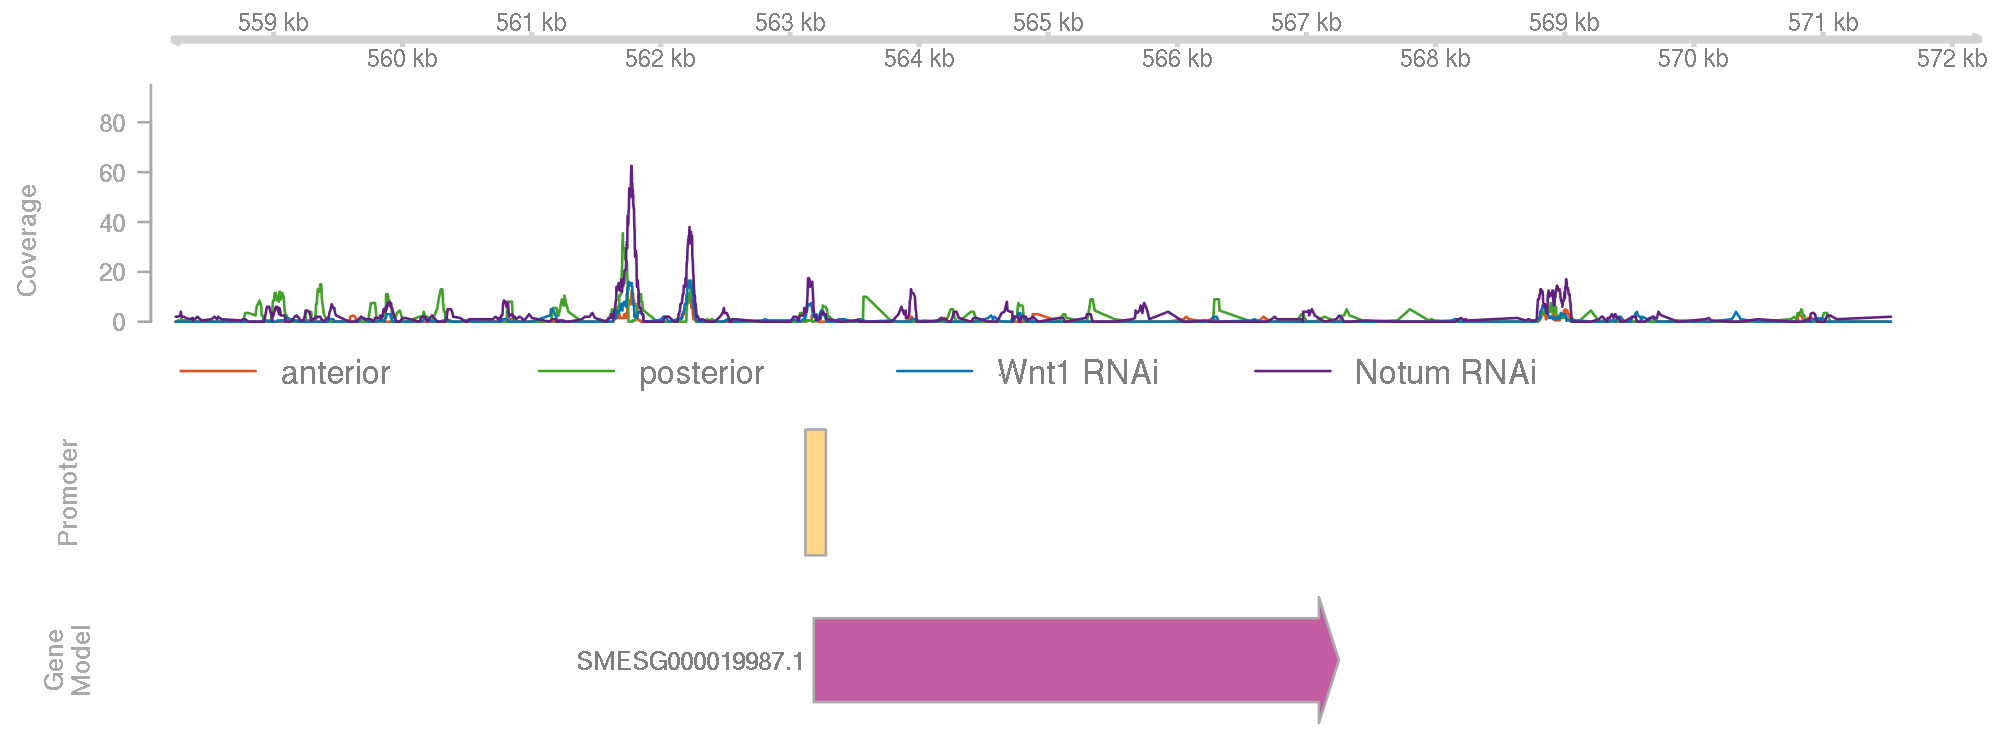 559 kb 561 kb 563 kb 565 kb 567 kb 569 kb 571 kb
560 kb 562 kb 564 kb 566 kb 568 kb 570 kb 572 kb
Coverage
80
60
40
20
0
anterior posterior Wnt1 RNAi Notum RNAi
Promoter
Gene
Model
SMESG000019987.1